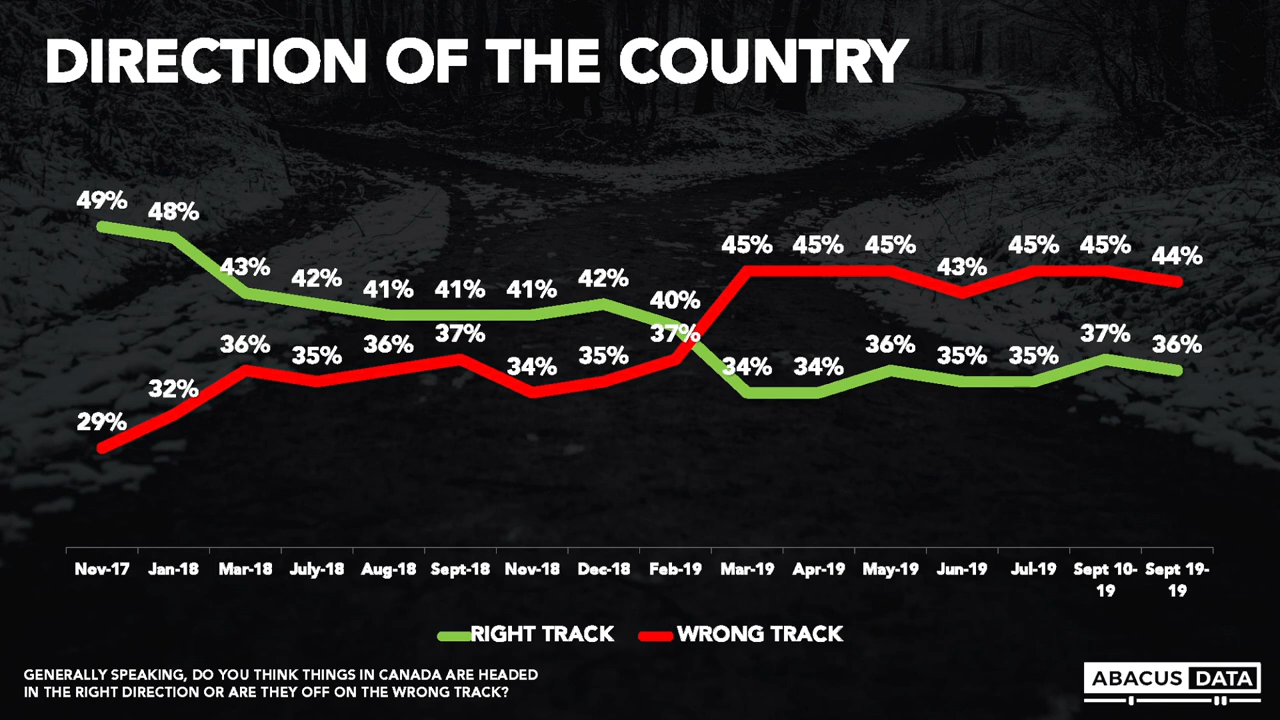 DIRECTION OF THE COUNTRY
49% 48% 43% 42% 41% 41% 41% 42% 40% 45% 45% 45% 43% 45% 45% 44%
29% 32% 36% 35% 36% 37% 34% 35% 37% 34% 34% 36% 35% 35% 37% 36%
Nov-17 Jan-18 Mar-18 July-18 Aug-18 Sept-18 Nov-18 Dec-18 Feb-19 Mar-19 Apr-19 May-19 Jun-19 Jul-19 Sept 10- Sept 19-
19 19
RIGHT TRACK WRONG TRACK
GENERALLY SPEAKING, DO YOU THINK THINGS IN CANADA ARE HEADED
IN THE RIGHT DIRECTION OR ARE THEY OFF ON THE WRONG TRACK?
ABACUS DATA